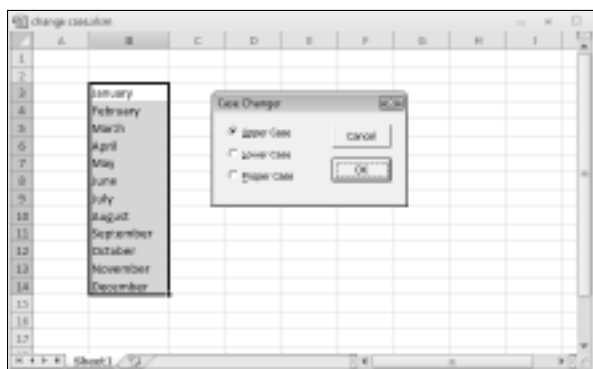 change case.xlsm
A B C D E F G H I
1
2
3 January
4 February
5 March
6 April
7 May
8 June
9 July
10 August
11 September
12 October
13 November
14 December
15
16
17
Case Changer
Upper Case
Lower Case
Proper Case
Cancel
OK
Sheet1